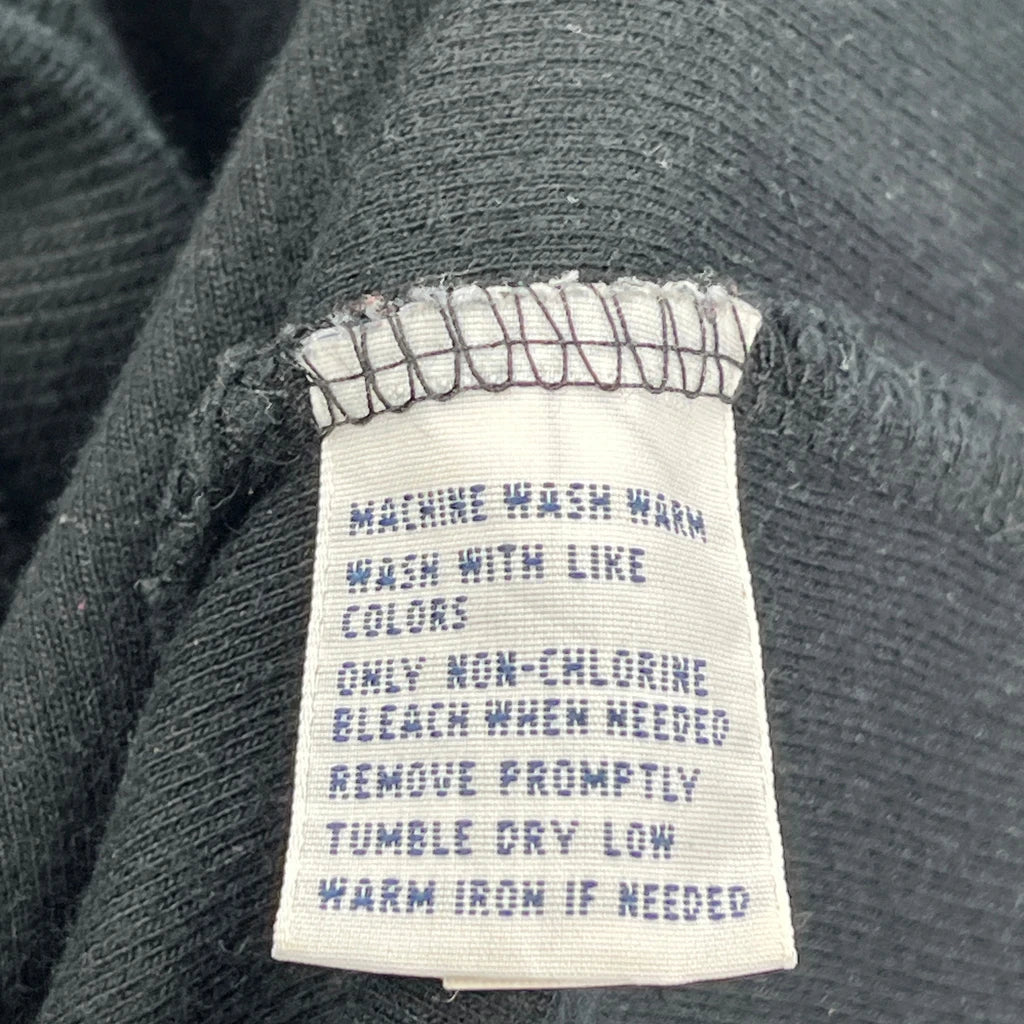 MACHINE WASH WARM
WASH WITH LIKE
COLORS
ONLY NON-CHLORINE
BLEACH WHEN NEEDED
REMOVE PROMPTLY
TUMBLE DRY LOW
WARM IRON IF NEEDED